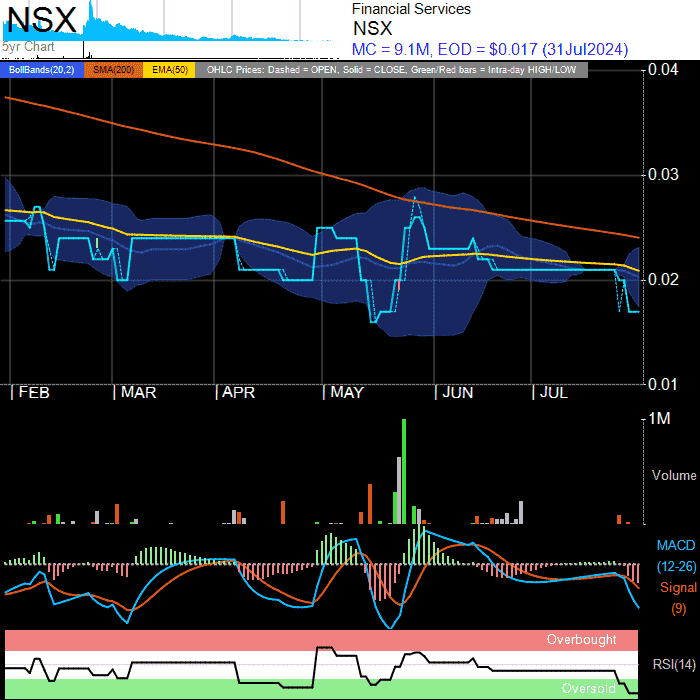 NSX
5yr Chart
Financial Services
NSX
MC = 9.1M, EOD = $0.017 (31Jul2024)
BollBands(20,2) SMA(200) EMA(50) OHLC Prices: Dashed = OPEN, Solid = CLOSE, Green/Red bars = Intra-day HIGH/LOW
0.04
0.03
0.02
0.01
FEB MAR APR MAY JUN JUL
1M
Volume
MACD
(12-26)
Signal
(9)
Overbought
RSI(14)
Oversold